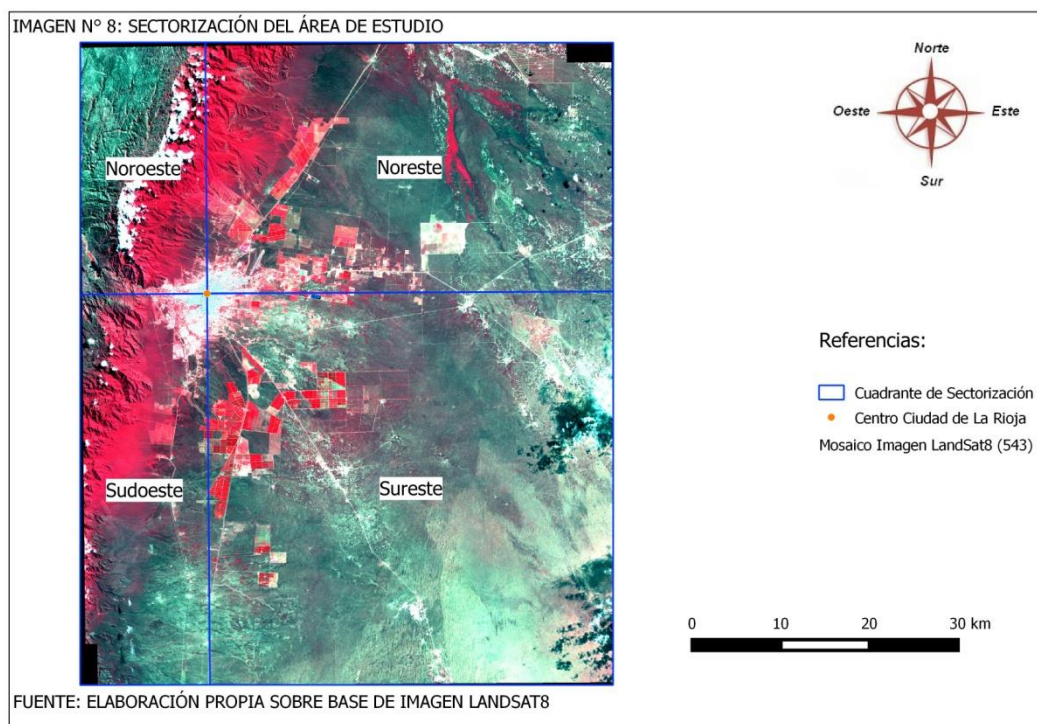 IMAGEN N° 8: SECTORIZACIÓN DEL ÁREA DE ESTUDIO
Norte
Oeste
Este
Sur
Noroeste
Noreste
Sudoeste
Sureste
Referencias:
Cuadrante de Sectorización
Centro Ciudad de La Rioja
Mosaico Imagen LandSat8 (543)
0 10 20 30 km
FUENTE: ELABORACIÓN PROPIA SOBRE BASE DE IMAGEN LANDSAT8